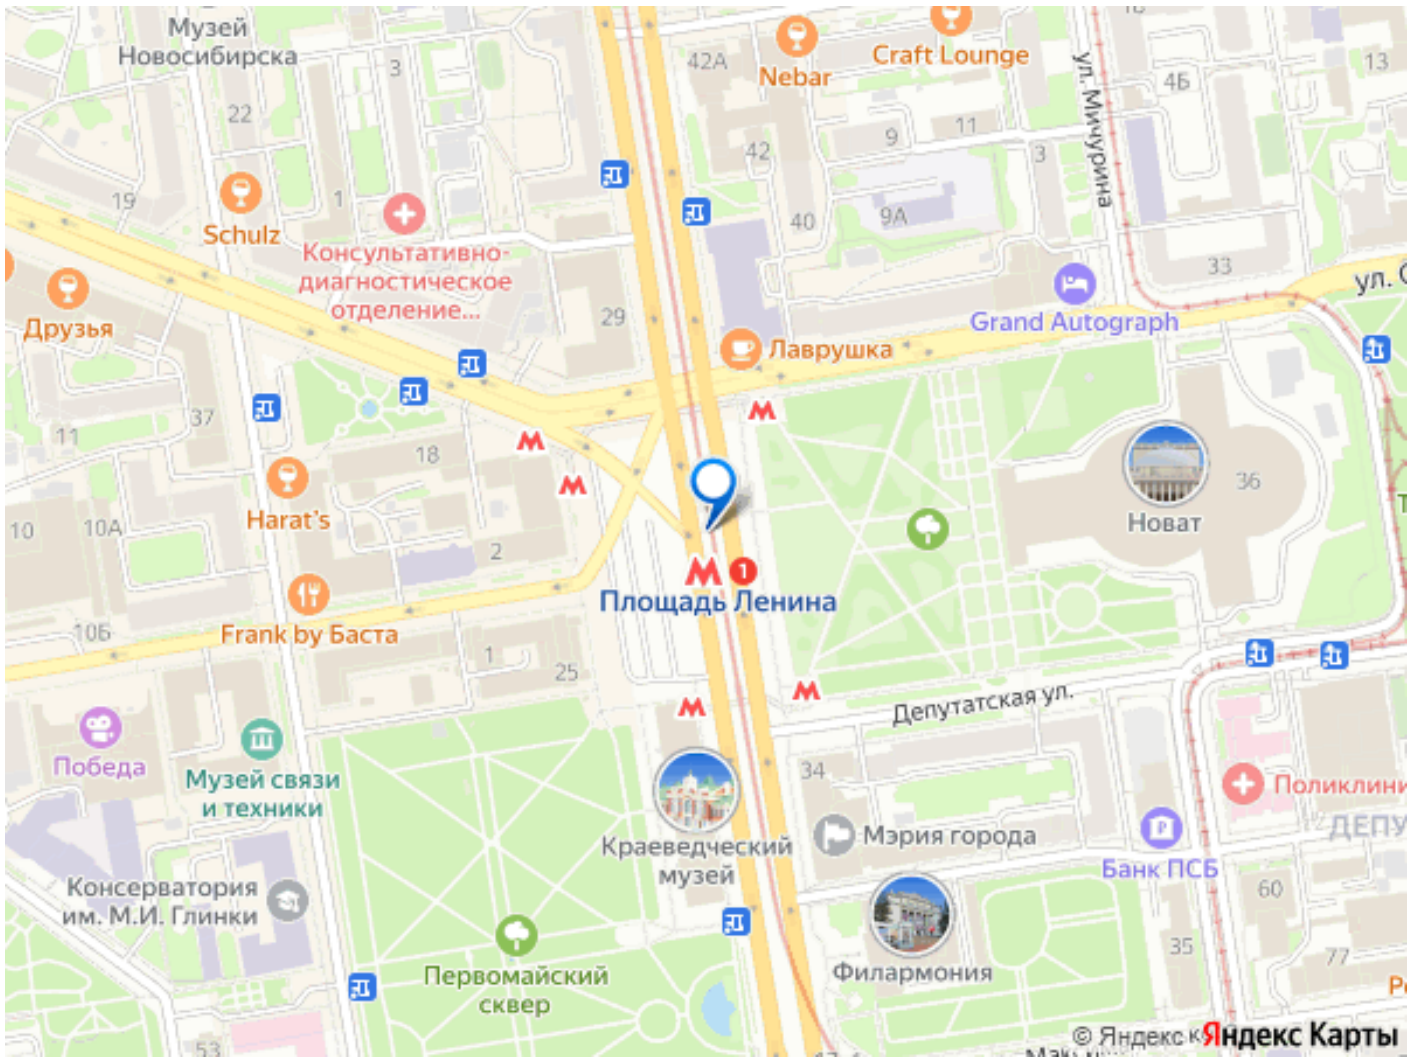 Музей
Новосибирска
3
42А
Nebar
Craft Lounge
4Б
13
ул. Мичурина
22
9
11
42
3
19
1
40
9А
Schulz
Консультативно-
диагностическое
отделение...
33
ул. С
Друзья
29
Grand Autograph
Лаврушка
37
11
18
36
Новат
Harat's
10
10А
2
1
Площадь Ленина
10Б
Frank by Баста
1
25
Депутатская ул.
Победа
Музей связи
и техники
34
Поликлини
ДЕПУ
Краеведческий
музей
Мэрия города
Банк ПСБ
Консерватория
им. М.И. Глинки
60
35
77
Филармония
Первомайский
сквер
53
© Яндекс
Яндекс Карты